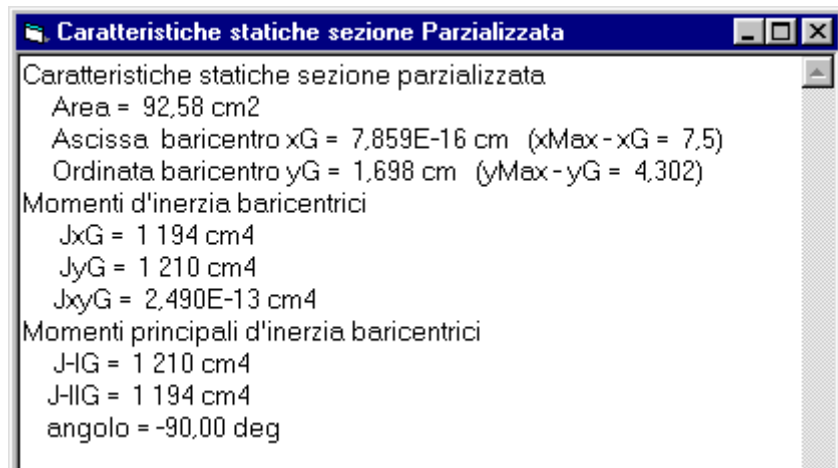 Caratteristiche statiche sezione Parzializzata
Caratteristiche statiche sezione parzializzata
Area = 92,58 cm2
Ascissa baricentro xG = 7,859E-16 cm (xMax-xG = 7,5)
Ordinata baricentro yG = 1,698 cm (yMax-yG = 4,302)
Momenti d'inerzia baricentrici
JxG = 1 194 cm4
JyG = 1 210 cm4
JxyG = 2,490E-13 cm4
Momenti principali d'inerzia baricentrici
J-IG = 1 210 cm4
J-IIG = 1 194 cm4
angolo = -90,00 deg